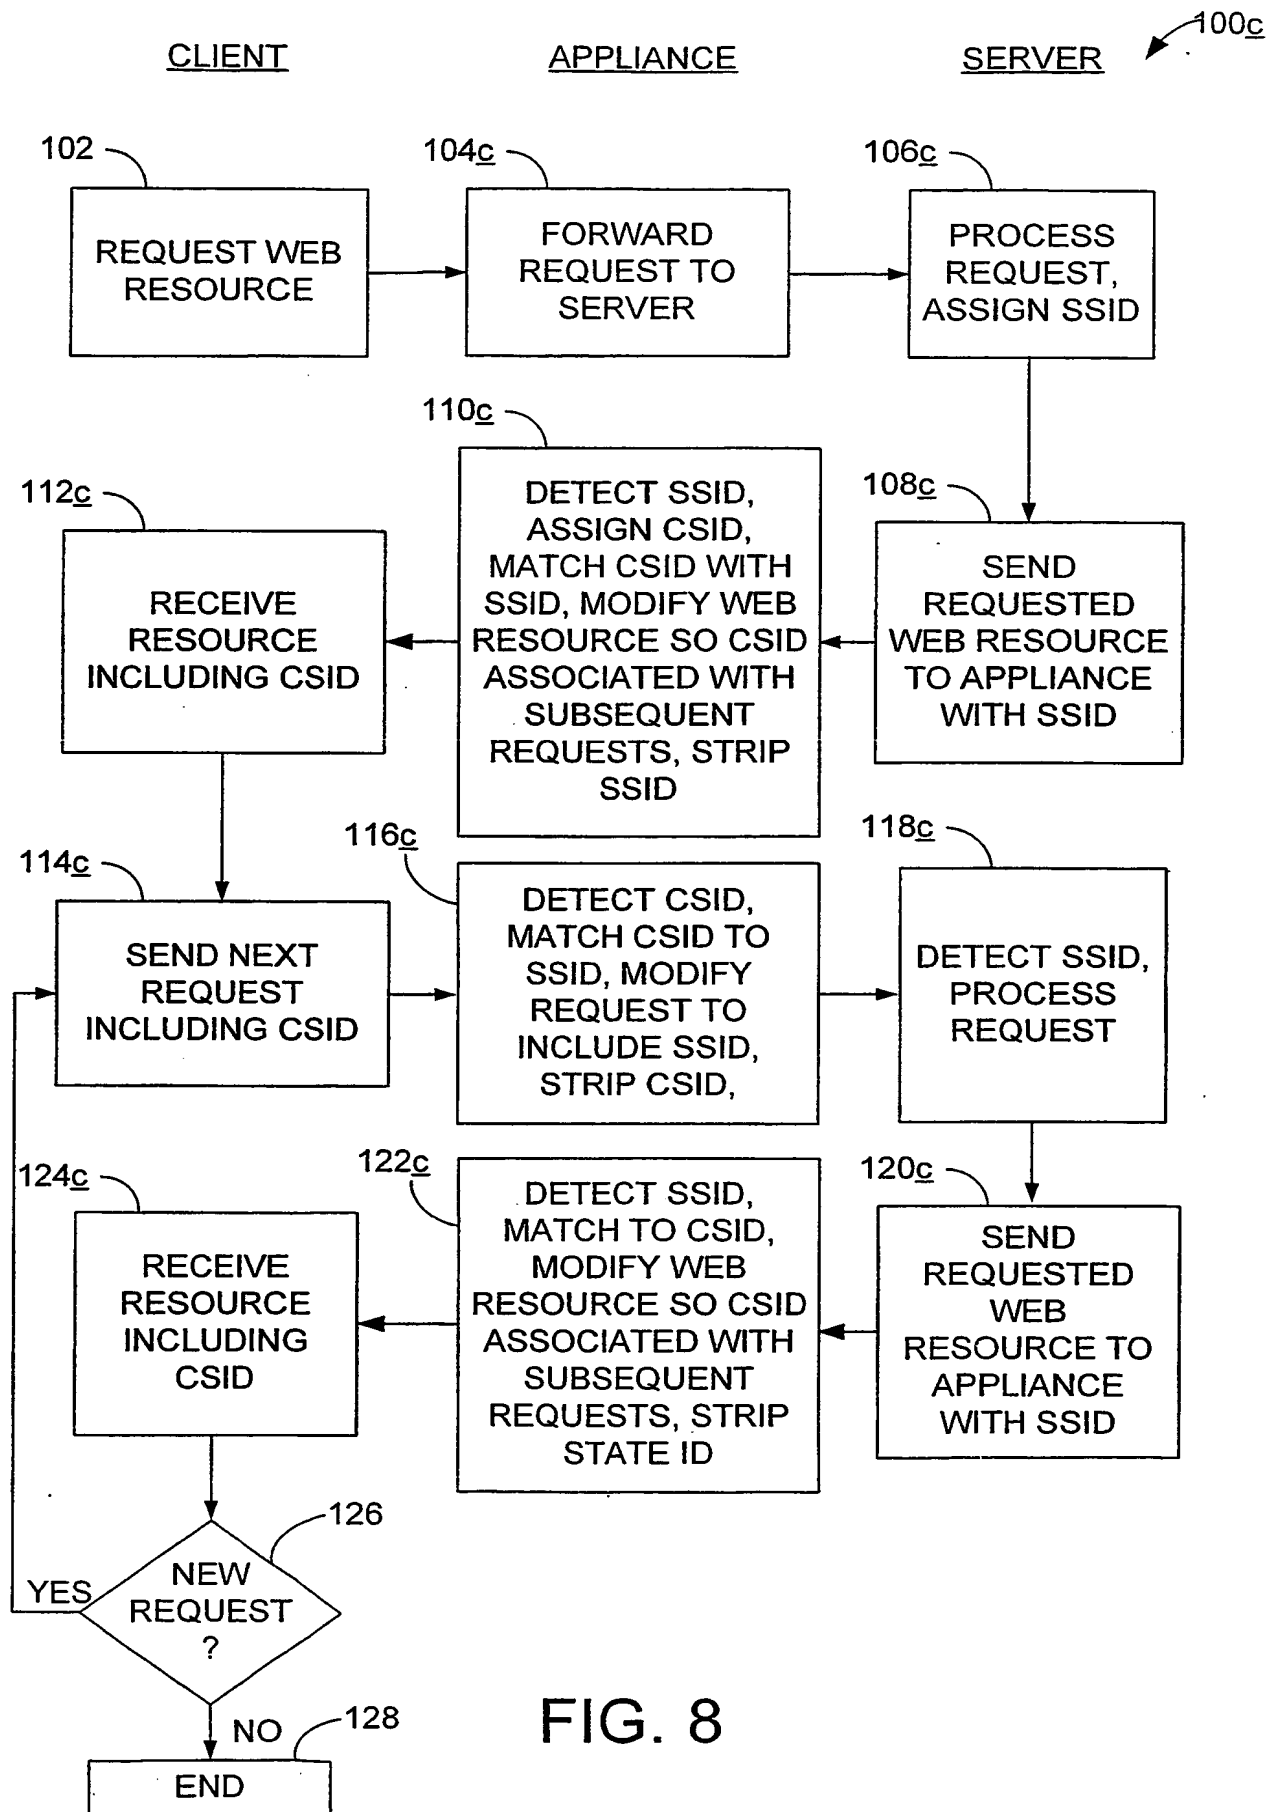 100c
CLIENT
APPLIANCE
SERVER
102
REQUEST WEB
RESOURCE
104c
FORWARD
REQUEST TO
SERVER
106c
PROCESS
REQUEST,
ASSIGN SSID
108c
SEND
REQUESTED
WEB RESOURCE
TO APPLIANCE
WITH SSID
110c
DETECT SSID,
ASSIGN CSID,
MATCH CSID WITH
SSID, MODIFY WEB
RESOURCE SO CSID
ASSOCIATED WITH
SUBSEQUENT
REQUESTS, STRIP
SSID
112c
RECEIVE
RESOURCE
INCLUDING CSID
114c
SEND NEXT
REQUEST
INCLUDING CSID
116c
DETECT CSID,
MATCH CSID TO
SSID, MODIFY
REQUEST TO
INCLUDE SSID,
STRIP CSID,
118c
DETECT SSID,
PROCESS
REQUEST
120c
SEND
REQUESTED
WEB
RESOURCE TO
APPLIANCE
WITH SSID
122c
DETECT SSID,
MATCH TO CSID,
MODIFY WEB
RESOURCE SO CSID
ASSOCIATED WITH
SUBSEQUENT
REQUESTS, STRIP
STATE ID
124c
RECEIVE
RESOURCE
INCLUDING
CSID
126
NEW
REQUEST
?
YES
NO
128
END
FIG. 8